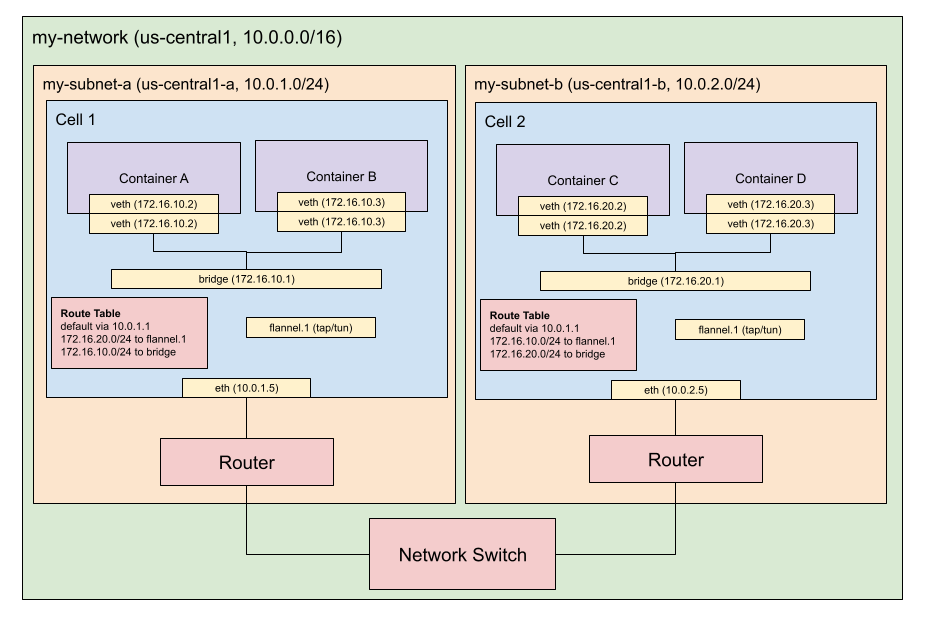 my-network (us-central1, 10.0.0.0/16)
my-subnet-a (us-central1-a, 10.0.1.0/24)
Cell 1
Container A
veth (172.16.10.2)
veth (172.16.10.2)
Container B
veth (172.16.10.3)
veth (172.16.10.3)
bridge (172.16.10.1)
Route Table
default via 10.0.1.1
172.16.20.0/24 to flannel.1
172.16.10.0/24 to bridge
flannel.1 (tap/tun)
eth (10.0.1.5)
Router
my-subnet-b (us-central1-b, 10.0.2.0/24)
Cell 2
Container C
veth (172.16.20.2)
veth (172.16.20.2)
Container D
veth (172.16.20.3)
veth (172.16.20.3)
bridge (172.16.20.1)
Route Table
default via 10.0.1.1
172.16.10.0/24 to flannel.1
172.16.20.0/24 to bridge
flannel.1 (tap/tun)
eth (10.0.2.5)
Router
Network Switch